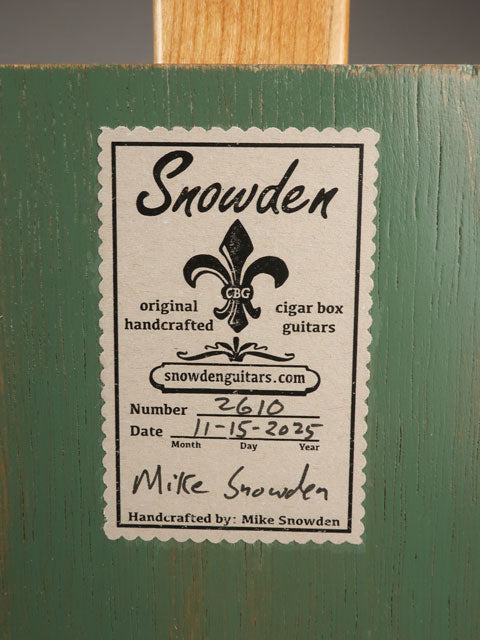 Snowden
CBG
original cigar box
handcrafted guitars
snowdenguitars.com
Number 2610
Date 11-15-2025
Month Day Year
Mike Snowden
Handcrafted by: Mike Snowden